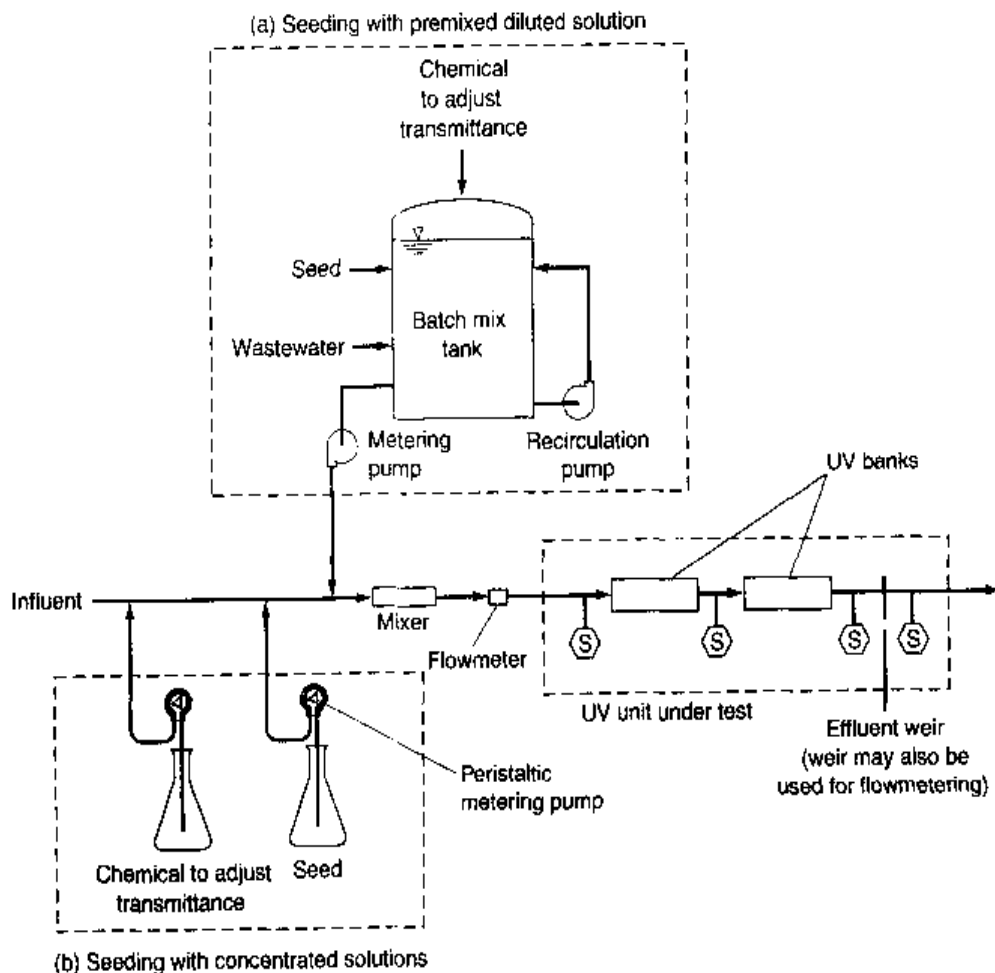 (a) Seeding with premixed diluted solution
Chemical
to adjust
transmittance
Seed
Batch mix
tank
Wastewater
Metering
pump
Recirculation
pump
UV banks
Influent
Mixer
Flowmeter
S
S
S
S
UV unit under test
Effluent weir
(weir may also be
used for flowmetering)
Peristaltic
metering pump
Chemical to adjust
transmittance
Seed
(b) Seeding with concentrated solutions